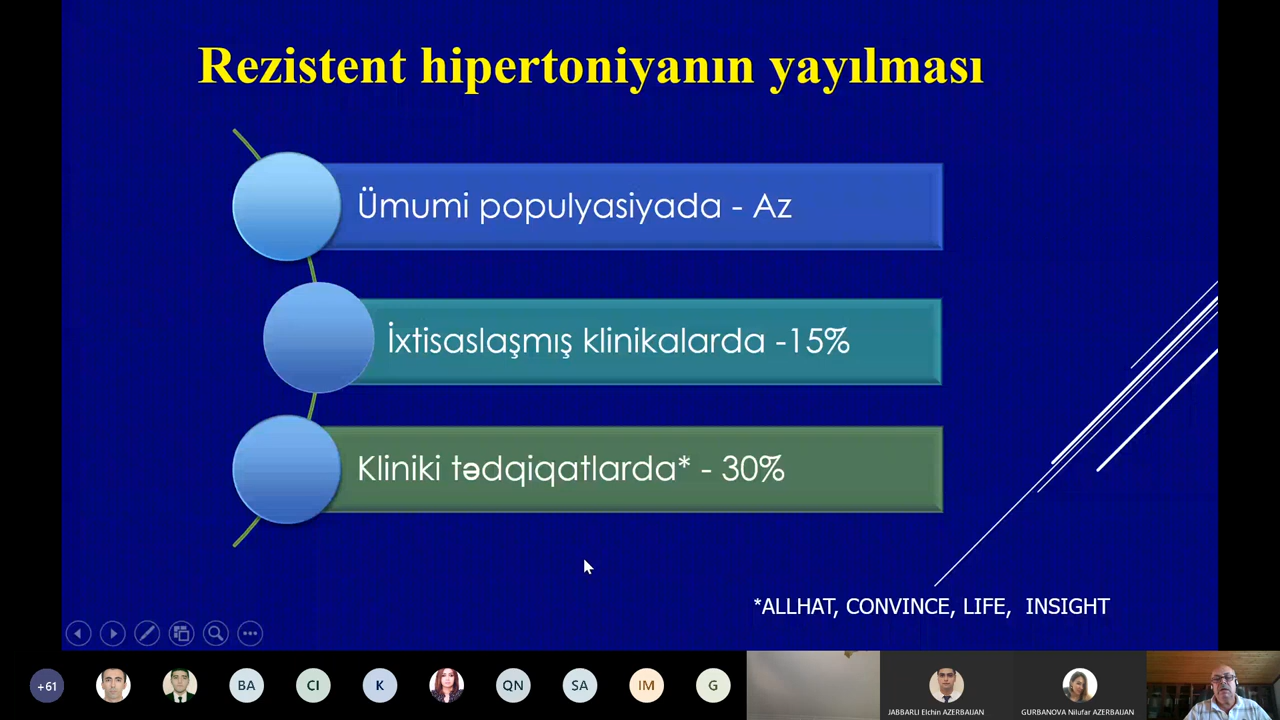 Rezistent hipertoniyanın yayılması
Ümumi populyasiyada - Az
İxtisaslaşmış klinikalarda -15%
Kliniki tədqiqatlarda* - 30%
*ALLHAT, CONVINCE, LIFE, INSIGHT
+61
BA
CI
K
QN
SA
IM
G
JABBARLI Elchin AZERBAIJAN
GURBANOVA Nilufar AZERBAIJAN